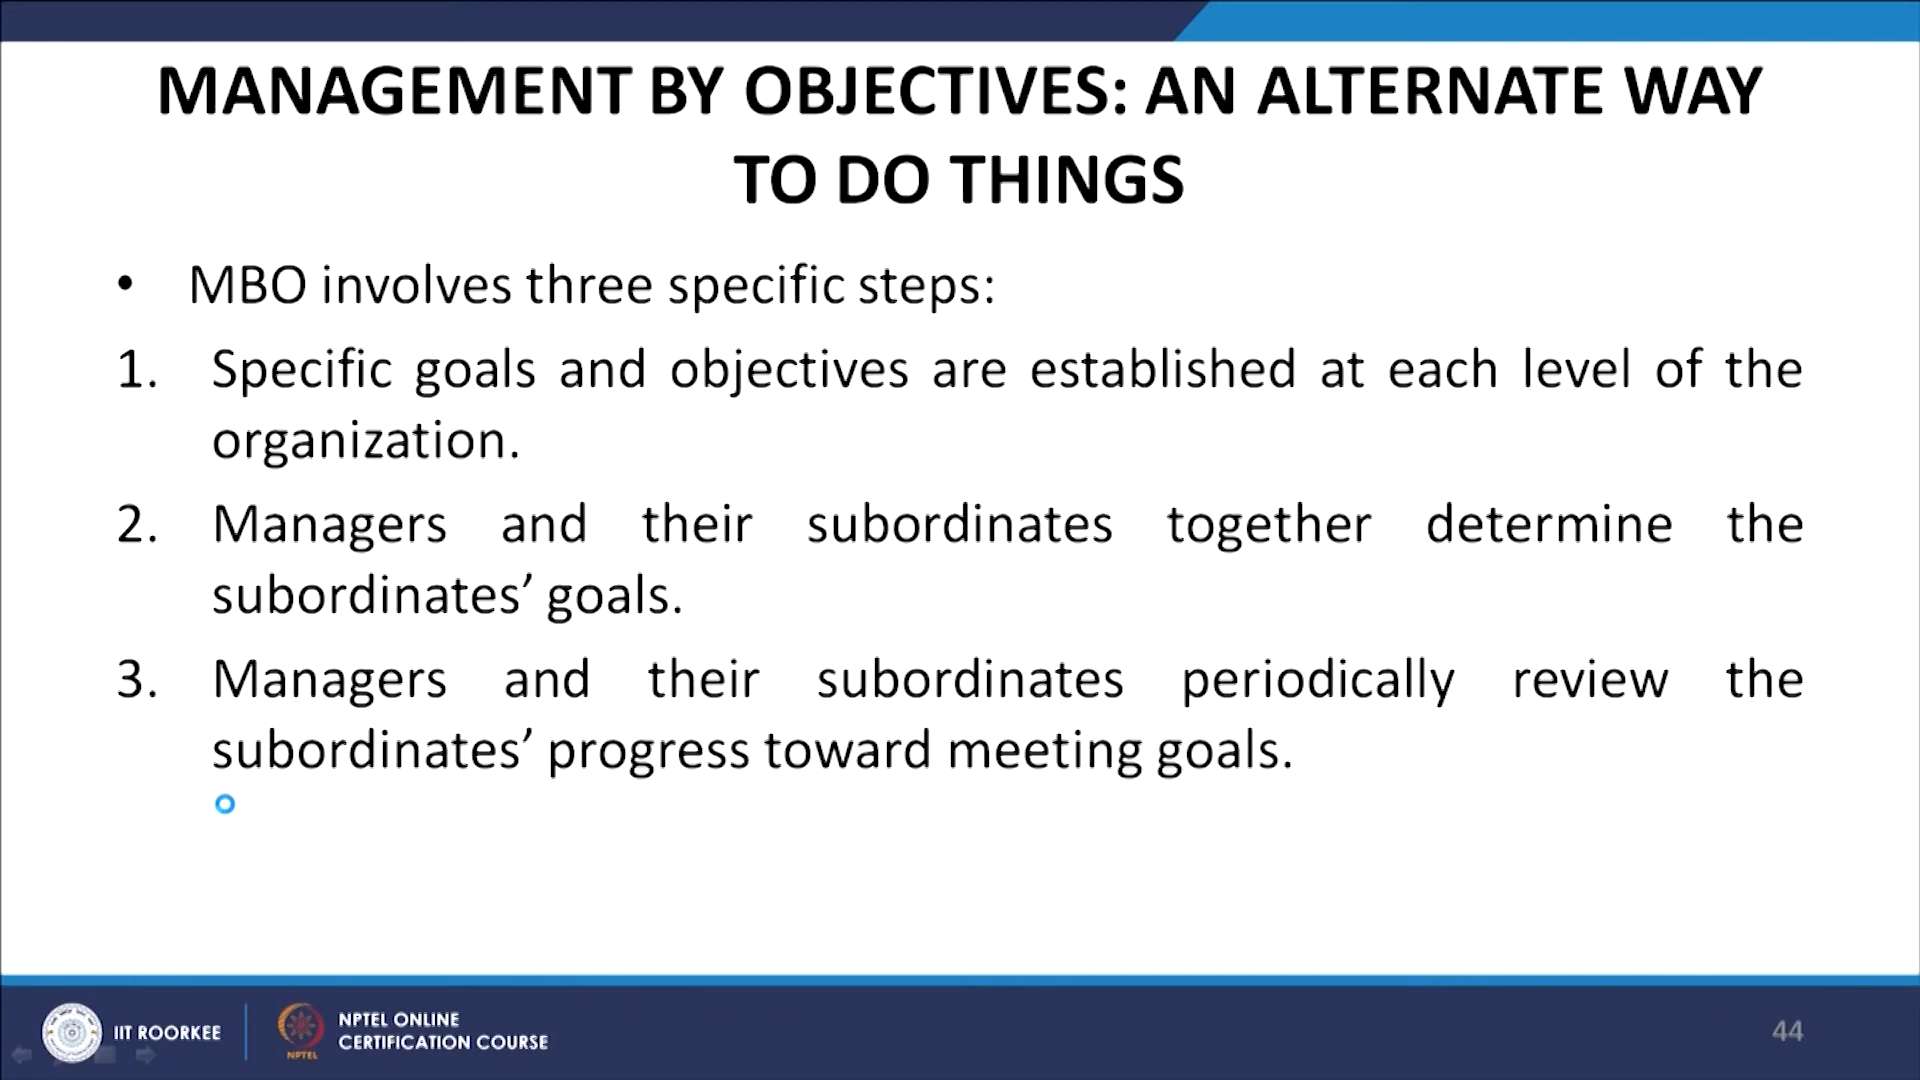 MANAGEMENT BY OBJECTIVES: AN ALTERNATE WAY
TO DO THINGS
• MBO involves three specific steps:
1. Specific goals and objectives are established at each level of the
organization.
2. Managers and their subordinates together determine the
subordinates’ goals.
3. Managers and their subordinates periodically review the
subordinates’ progress toward meeting goals.
IIT ROORKEE
NPTEL
NPTEL ONLINE
CERTIFICATION COURSE
44